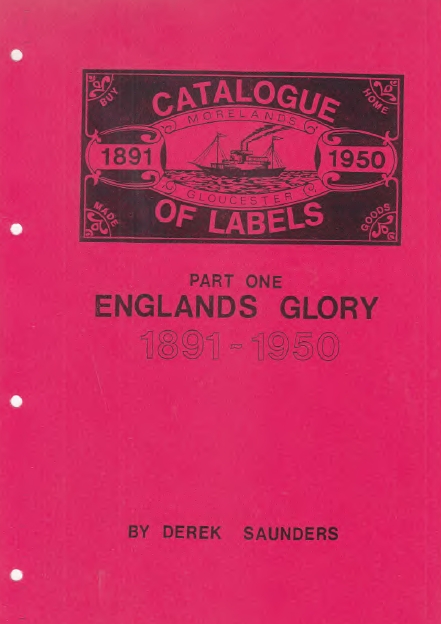 BUY
HOME
CATALOGUE
MORELANDS
1891
1950
GLOUCESTER
OF LABELS
MADE
GOODS
PART ONE
ENGLANDS GLORY
1891-1950
BY DEREK SAUNDERS